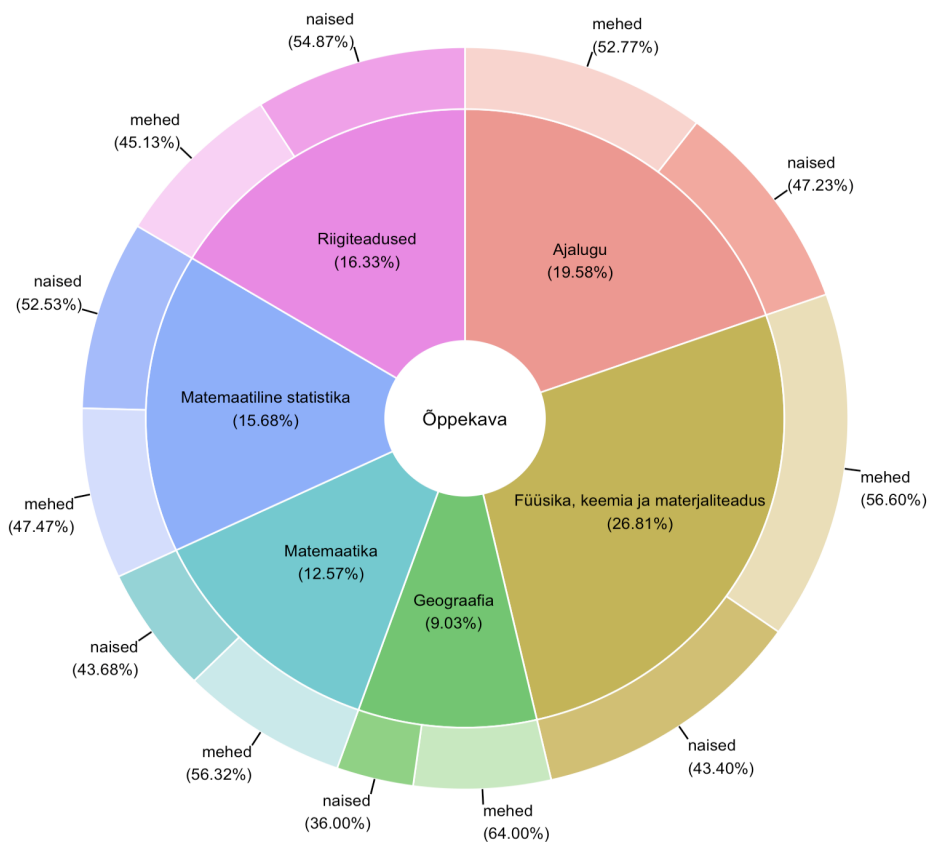 naised
(54.87%)
mehed
(52.77%)
mehed
(45.13%)
naised
(47.23%)
Riigiteadused
(16.33%)
Ajalugu
(19.58%)
naised
(52.53%)
Matemaatiline statistika
(15.68%)
Õppekava
mehed
(47.47%)
Füüsika, keemia ja materjaliteadus
(26.81%)
mehed
(56.60%)
Matemaatika
(12.57%)
Geograafia
(9.03%)
naised
(43.68%)
mehed
(56.32%)
naised
(43.40%)
naised
(36.00%)
mehed
(64.00%)